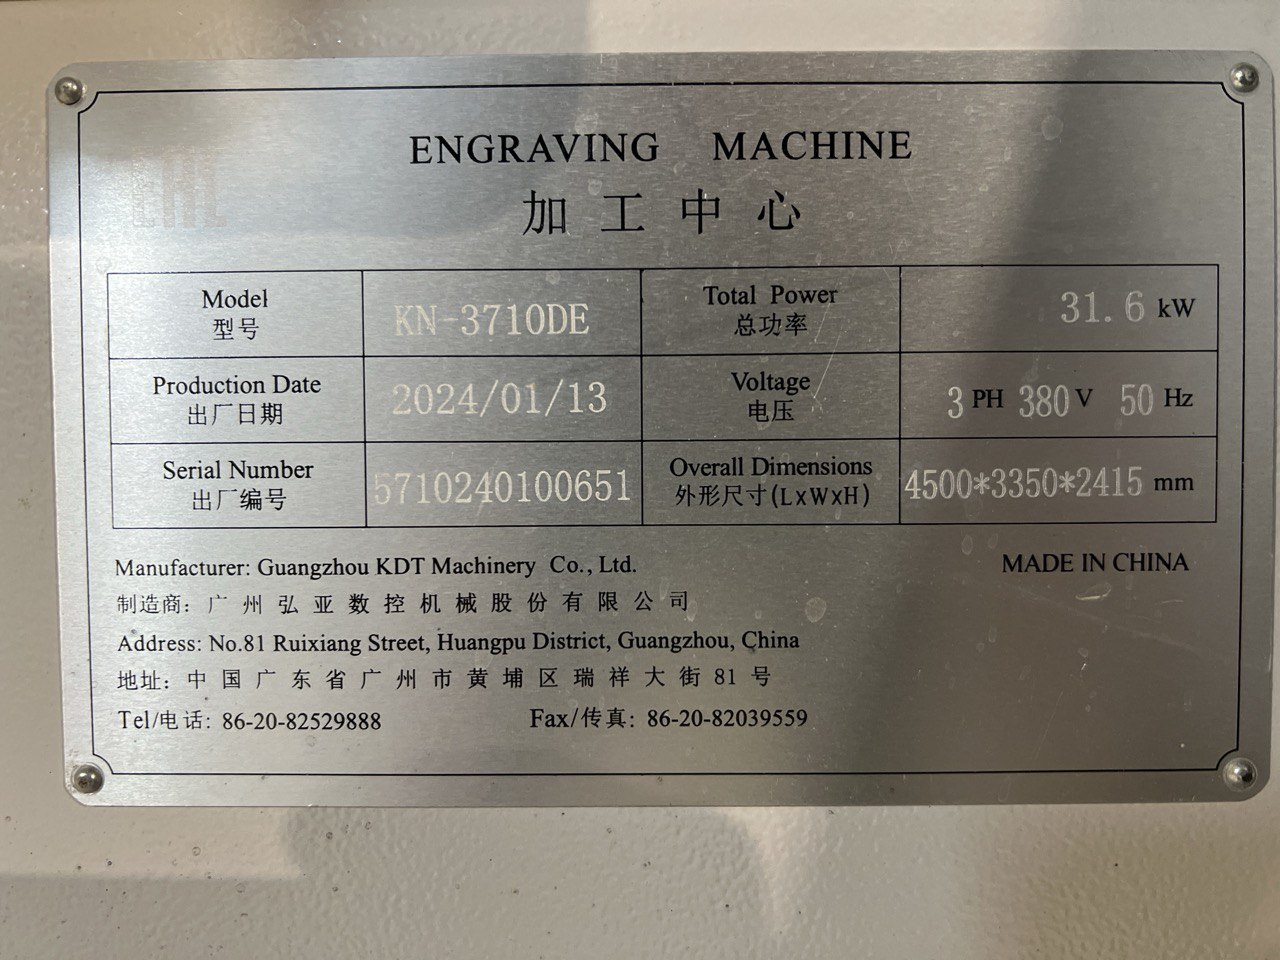 ENGRAVING MACHINE
加工中心
Model
型号
KN-3710DE
Total Power
总功率
31.6 kW
Production Date
出厂日期
2024/01/13
Voltage
电压
3 PH 380 V 50 Hz
Serial Number
出厂编号
5710240100651
Overall Dimensions
外形尺寸(LxWxH)
4500*3350*2415 mm
Manufacturer: Guangzhou KDT Machinery Co., Ltd.
MADE IN CHINA
制造商: 广州弘亚数控机械股份有限公司
Address: No.81 Ruixiang Street, Huangpu District, Guangzhou, China
地址: 中国广东省广州市黄埔区瑞祥大街 81 号
Tel/电话: 86-20-82529888 Fax/传真: 86-20-82039559